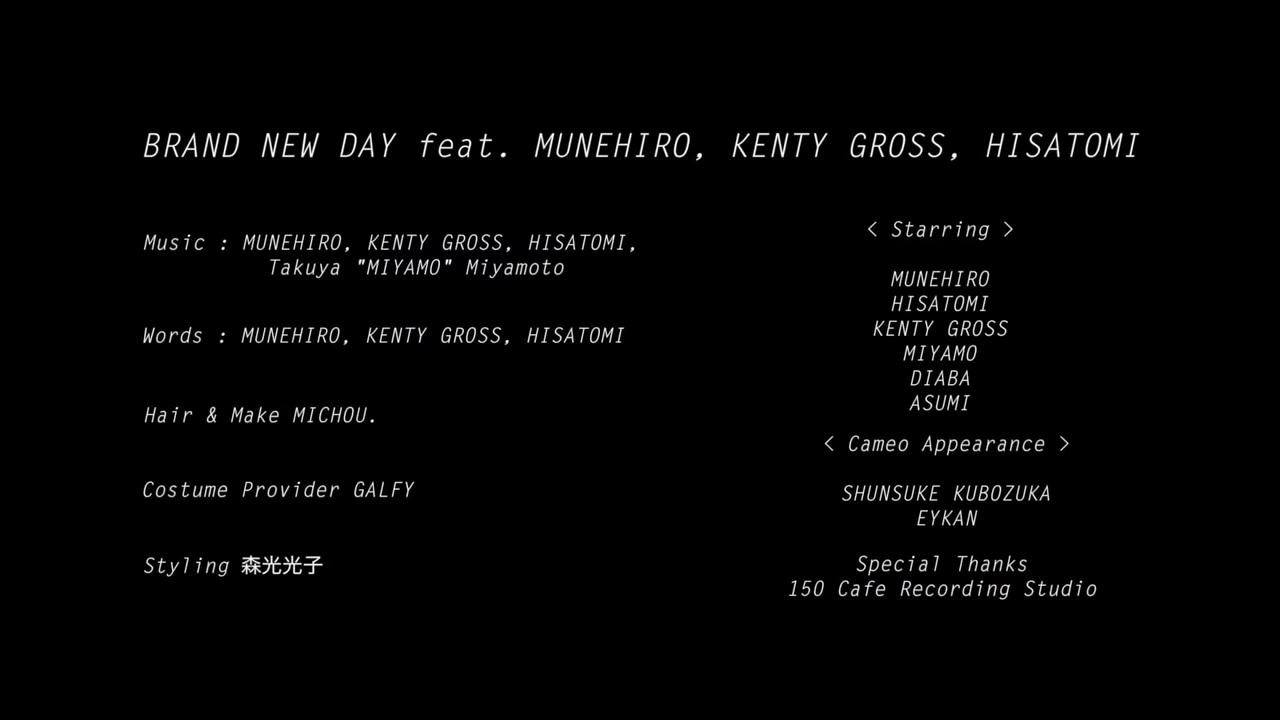 BRAND NEW DAY feat. MUNEHIRO, KENTY GROSS, HISATOMI
Music : MUNEHIRO, KENTY GROSS, HISATOMI,
Takuya "MIYAMO" Miyamoto
Words : MUNEHIRO, KENTY GROSS, HISATOMI
Hair & Make MICHOU.
Costume Provider GALFY
Styling 森光光子
< Starring >
MUNEHIRO
HISATOMI
KENTY GROSS
MIYAMO
DIABA
ASUMI
< Cameo Appearance >
SHUNSUKE KUBOZUKA
EYKAN
Special Thanks
150 Cafe Recording Studio